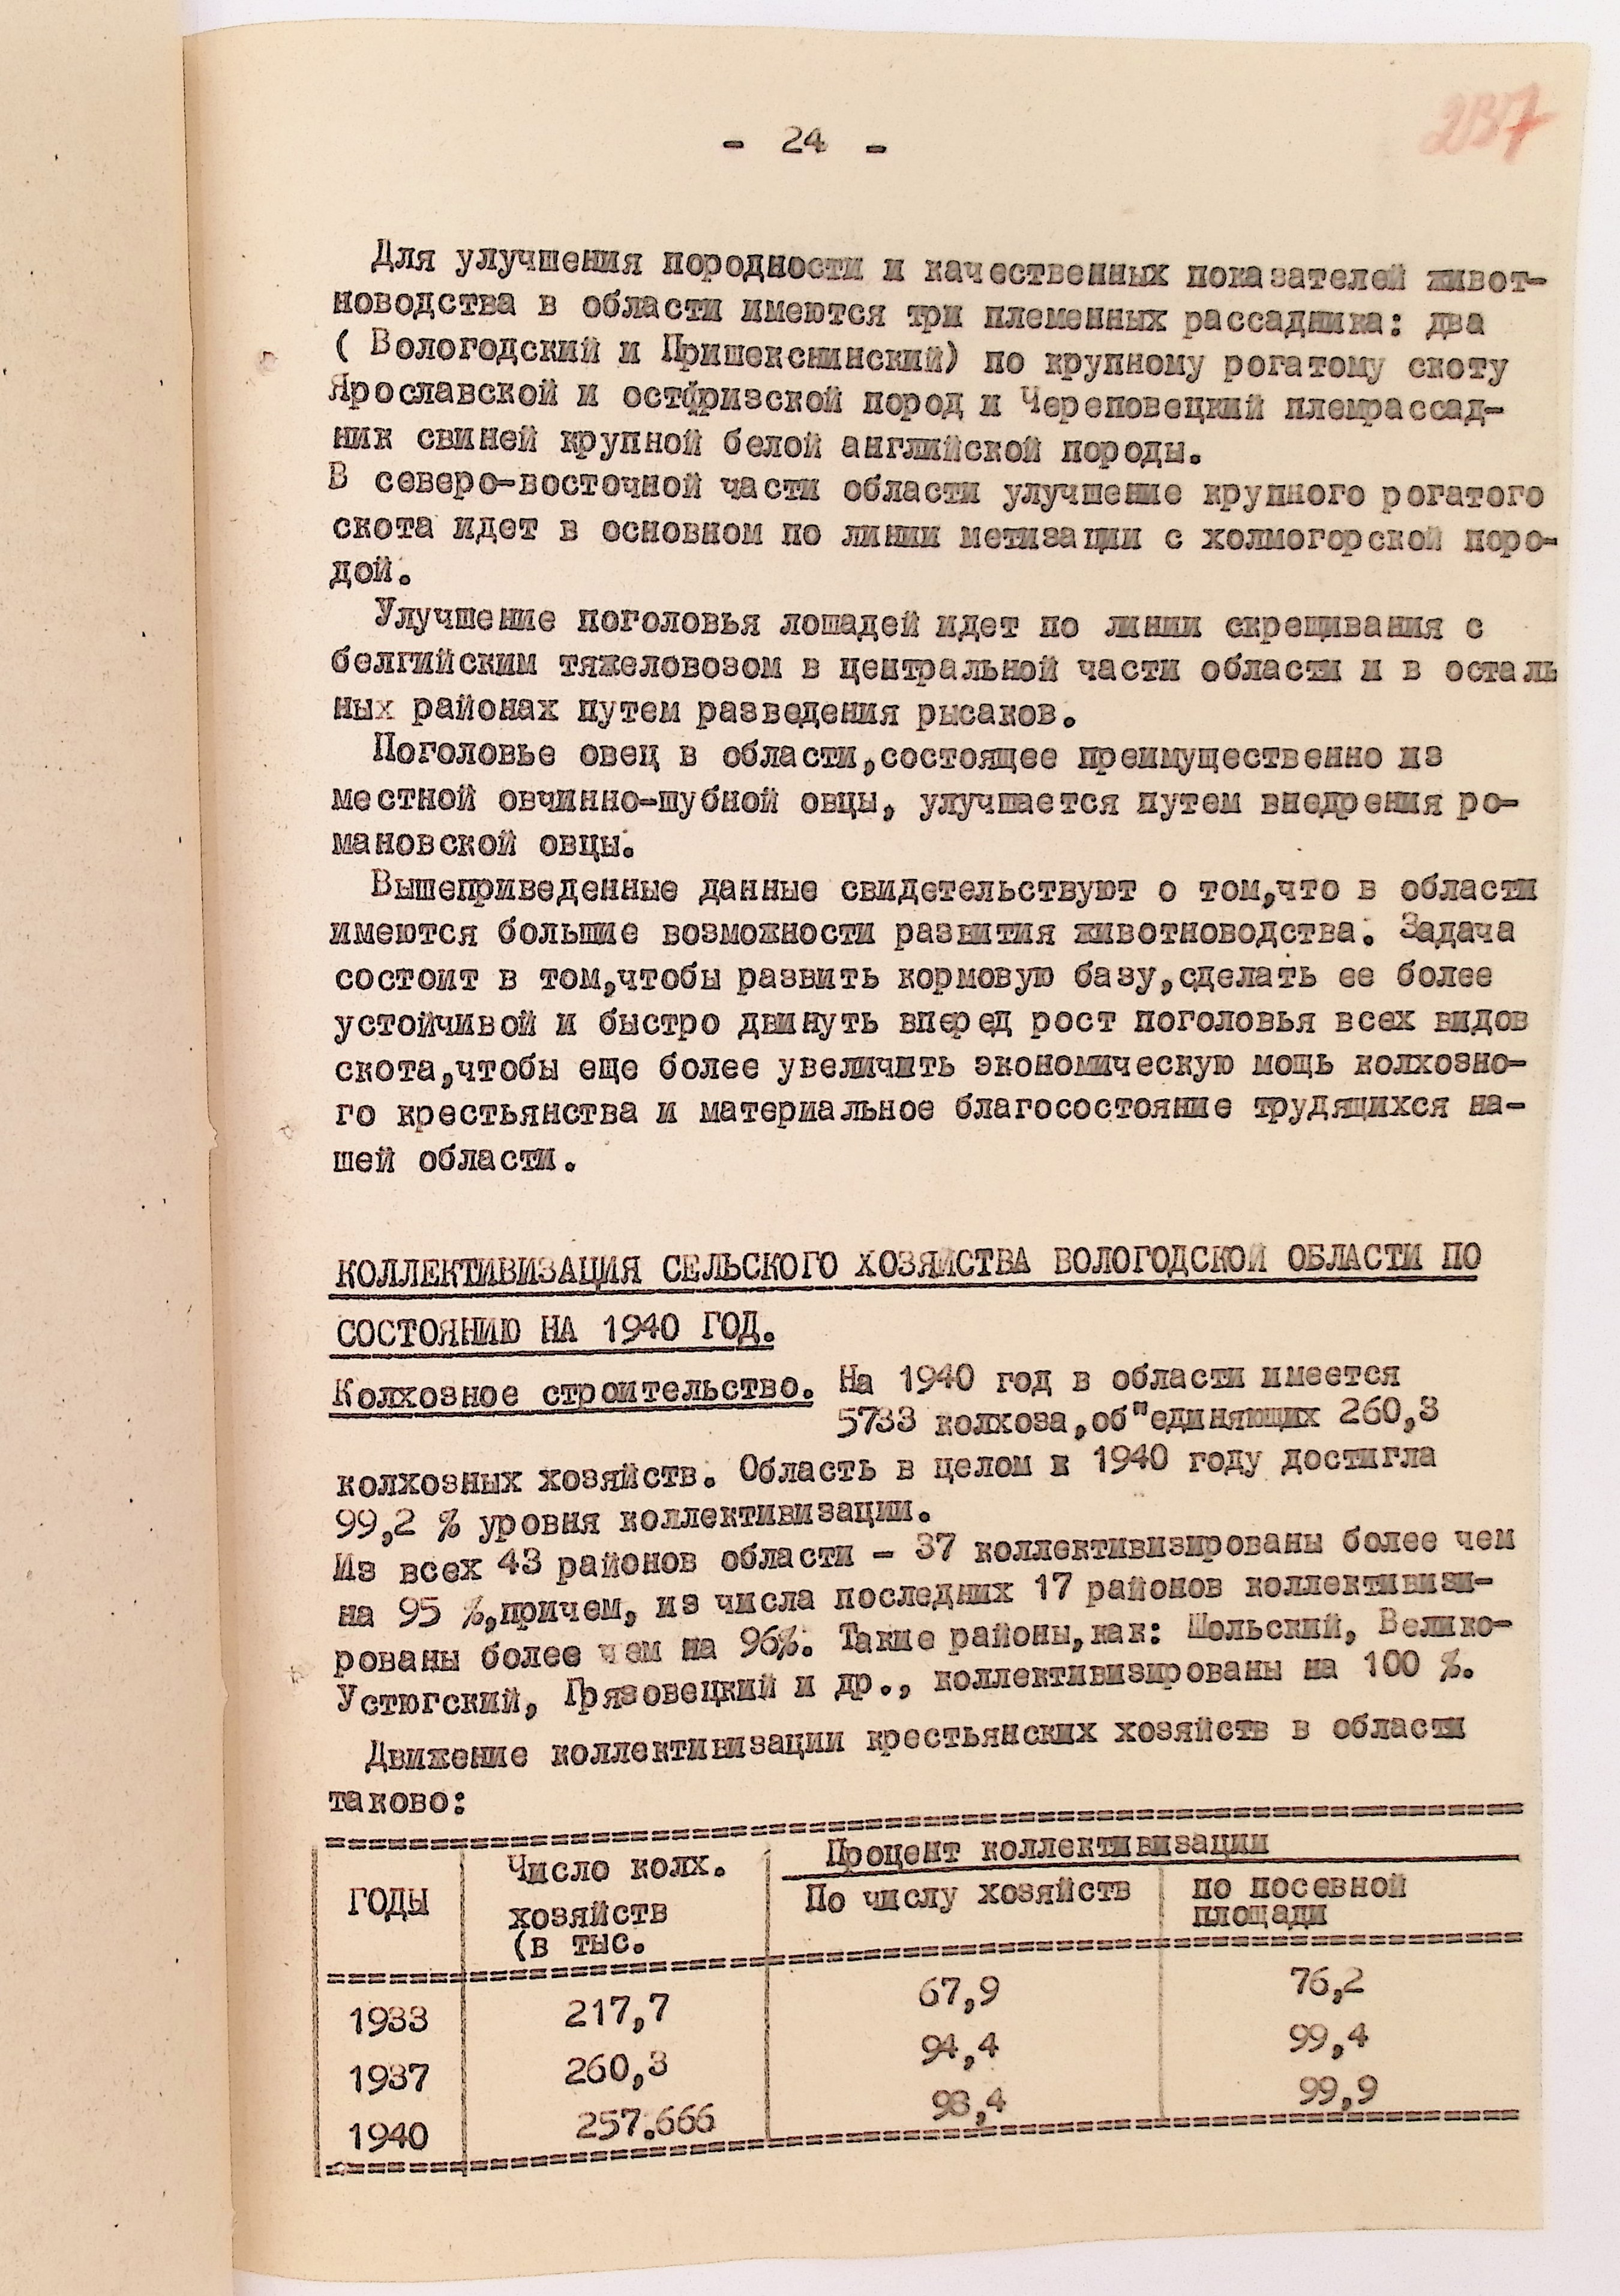 - 24 -
237
Для улучшения породности и качественных показателей живот-
новодства в области имеются три племенных рассадника: два
( Вологодский и Пришекснинский) по крупному рогатому скоту
Ярославской и остфризской пород и Череповецкий племрассад-
ник свиней крупной белой английской породы.
В северо-восточной части области улучшение крупного рогатого
скота идет в основном по линии метизации с холмогорской поро-
дой.
Улучшение поголовья лошадей идет по линии скрещивания с
белгийским тяжеловозом в центральной части области и в осталь
ных районах путем разведения рысаков.
Поголовье овец в области,состоящее преимущественно из
местной овчинно-шубной овцы, улучшается путем внедрения ро-
мановской овцы.
Вышеприведенные данные свидетельствуют о том,что в области
имеются большие возможности развития животноводства. Задача
состоит в том,чтобы развить кормовую базу,сделать ее более
устойчивой и быстро двинуть вперед рост поголовья всех видов
скота,чтобы еще более увеличить экономическую мощь колхозно-
го крестьянства и материальное благосостояние трудящихся на-
шей области.
КОЛЛЕКТИВИЗАЦИЯ СЕЛЬСКОГО ХОЗЯЙСТВА ВОЛОГОДСКОЙ ОБЛАСТИ ПО
СОСТОЯНИЮ НА 1940 ГОД.
Колхозное строительство. На 1940 год в области имеется
5733 колхоза,об"единяющих 260,3
колхозных хозяйств. Область в целом к 1940 году достигла
99,2 % уровня коллективизации.
Из всех 43 районов области - 37 коллективизированы более чем
на 95 %,причем, из числа последних 17 районов коллективизи-
рованы более чем на 96%. Такие районы,как: Шольский, Велико-
Устюгский, Грязовецкий и др., коллективизированы на 100 %.
Движение коллективизации крестьянских хозяйств в области
таково:
ГОДЫ Число колх. Процент коллективизации
хозяйств По числу хозяйств по посевной
(в тыс. площади
1933 217,7 67,9 76,2
1937 260,3 94,4 99,4
1940 257.666 98,4 99,9